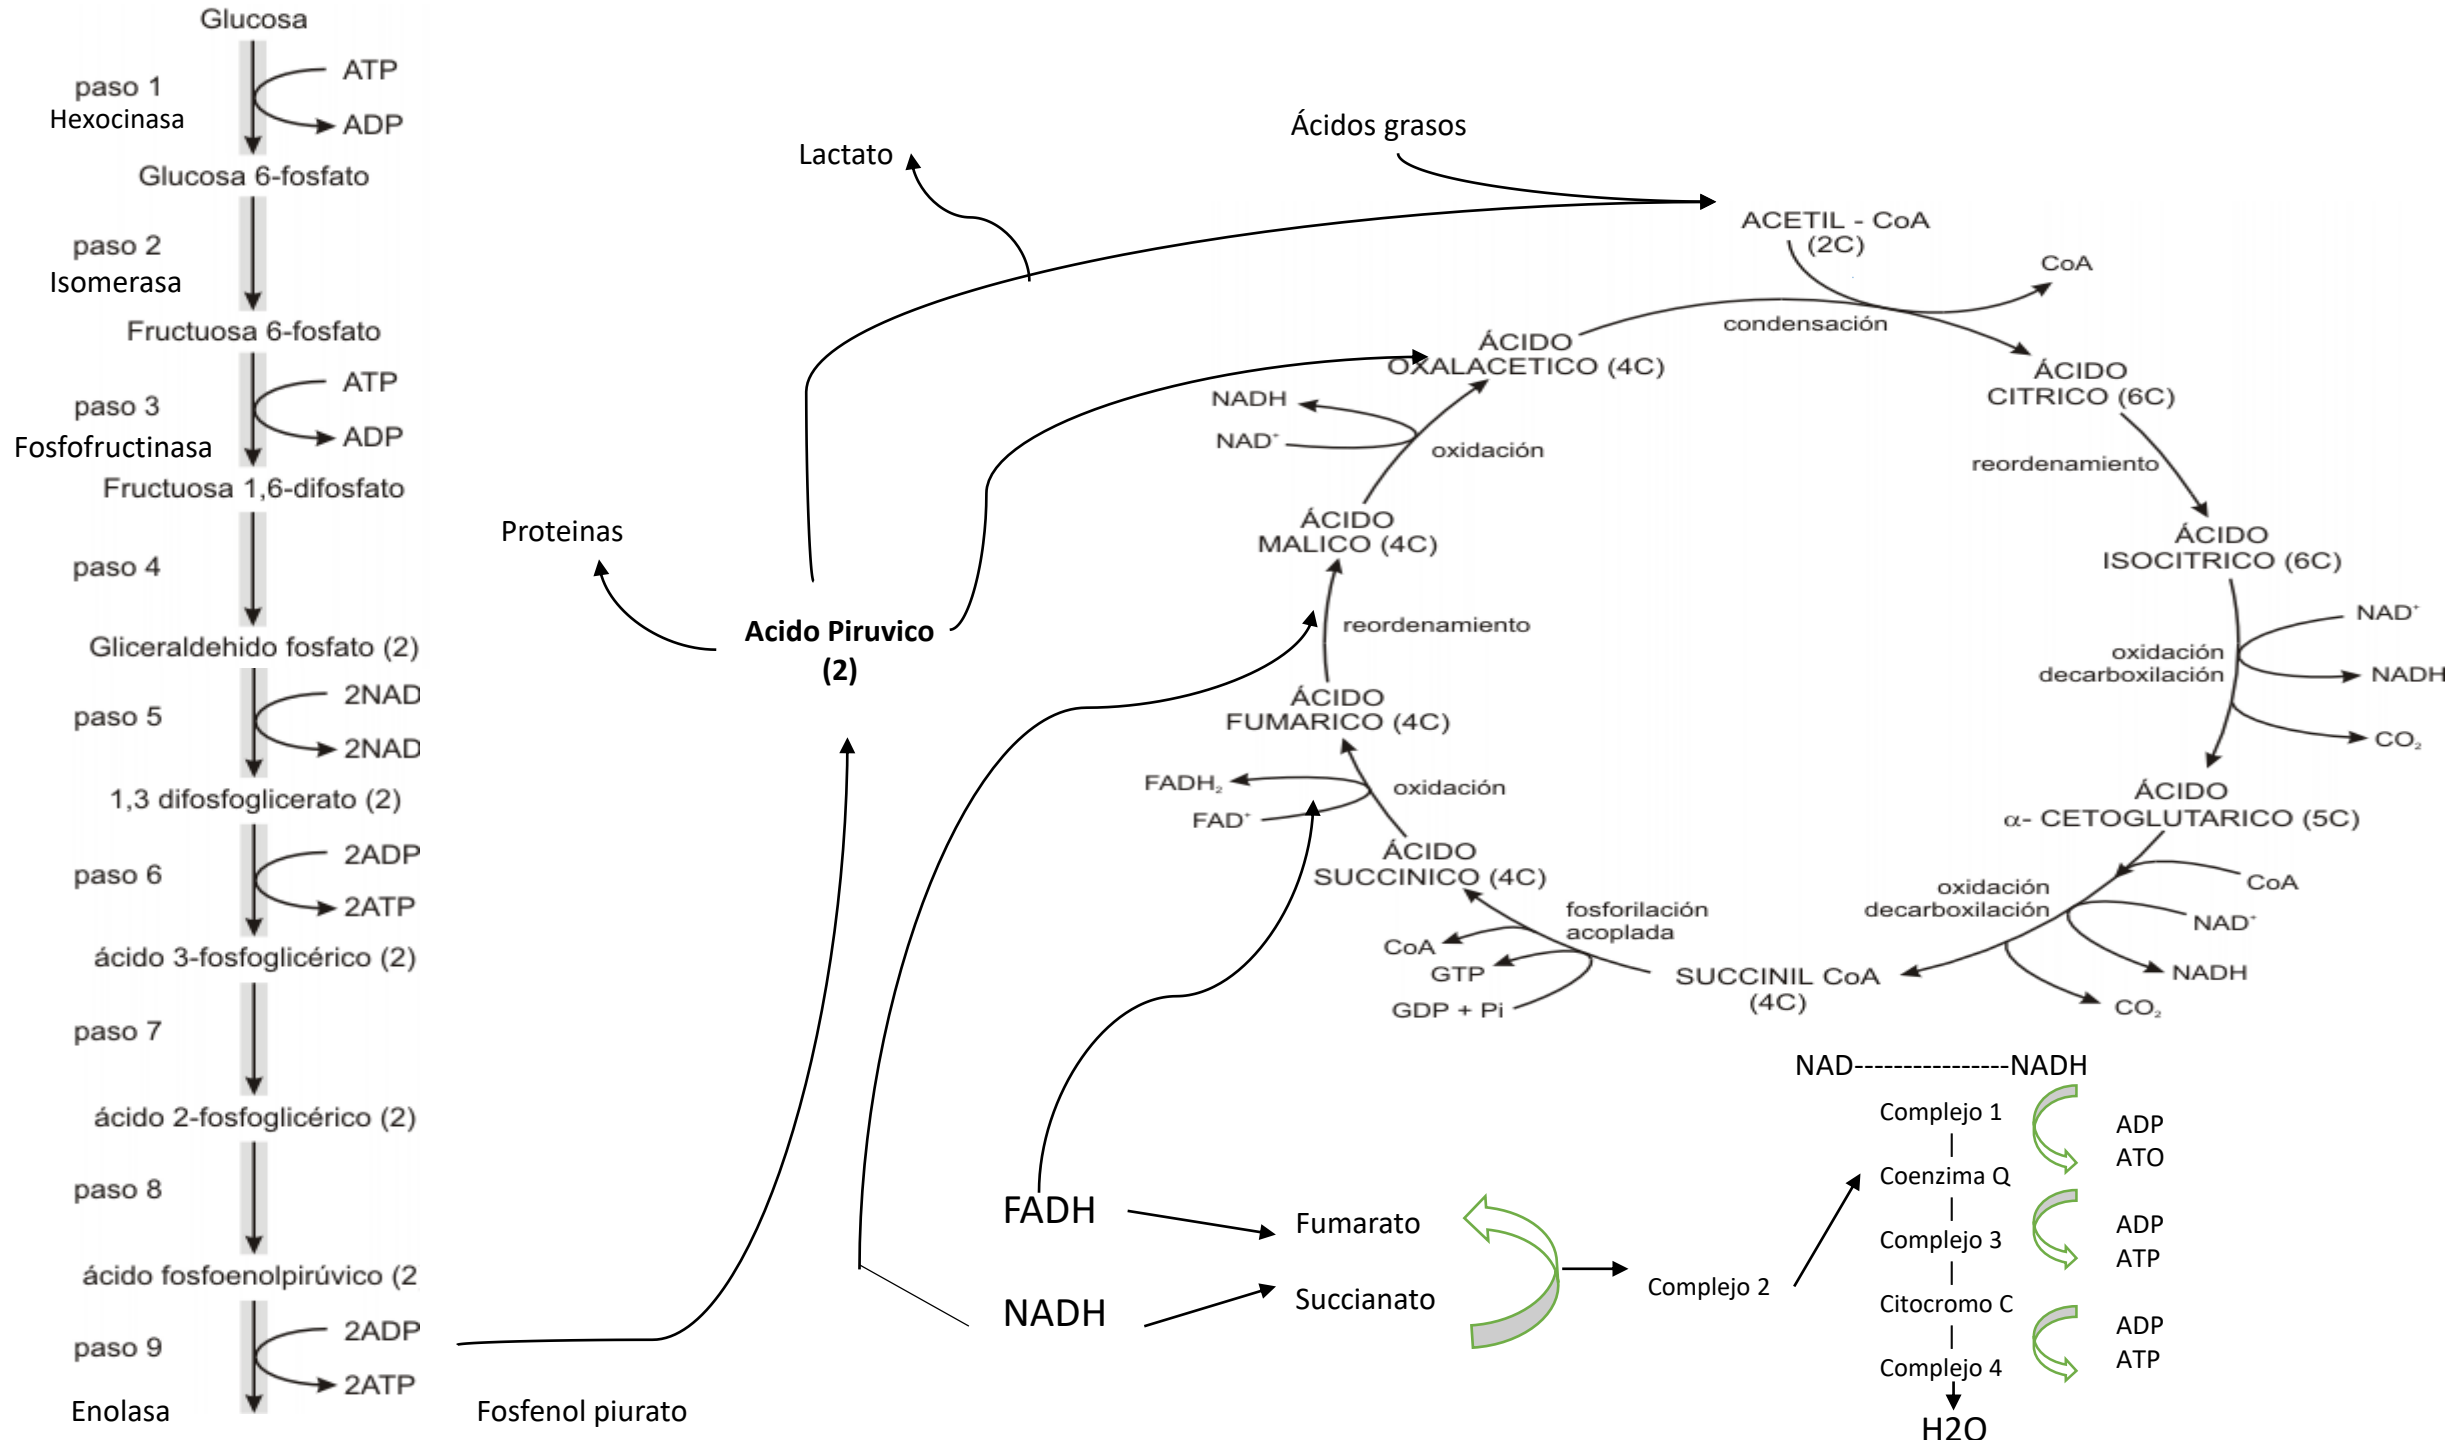 Glucosa
ATP
paso 1
Hexocinasa
ADP
Glucosa 6-fosfato
paso 2
Isomerasa
Fructuosa 6-fosfato
ATP
paso 3
ADP
Fosfofructinasa
Fructuosa 1,6-difosfato
paso 4
Gliceraldehido fosfato (2)
2NAD
paso 5
2NAD
1,3 difosfoglicerato (2)
2ADP
paso 6
2ATP
ácido 3-fosfoglicérico (2)
paso 7
ácido 2-fosfoglicérico (2)
paso 8
ácido fosfoenolpirúvico (2
2ADP
paso 9
2ATP
Enolasa
Fosfenol piurato
Proteinas
Lactato
Acido Piruvico
(2)
Ácidos grasos
ACETIL - CoA
(2C)
CoA
condensación
ÁCIDO
OXALACETICO (4C)
ÁCIDO
CITRICO (6C)
reordenamiento
ÁCIDO
ISOCITRICO (6C)
NAD+
oxidación
decarboxilación
NADH
CO₂
ÁCIDO
α- CETOGLUTARICO (5C)
CoA
oxidación
decarboxilación
NAD+
NADH
CO₂
SUCCINIL CoA
(4C)
fosforilación
acoplada
CoA
GTP
GDP + Pi
ÁCIDO
SUCCINICO (4C)
oxidación
FADH₂
FAD+
ÁCIDO
FUMARICO (4C)
reordenamiento
ÁCIDO
MALICO (4C)
oxidación
NADH
NAD+
FADH
NADH
Fumarato
Succianato
Complejo 2
NAD----------------NADH
Complejo 1
|
Coenzima Q
|
Complejo 3
|
Citocromo C
|
Complejo 4
H2O
ADP
ATO
ADP
ATP
ADP
ATP